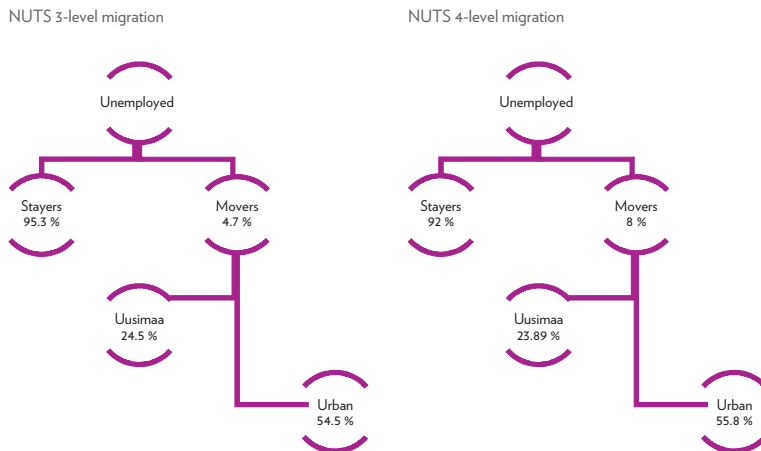 NUTS 3-level migration
Unemployed
Stayers
95.3 %
Movers
4.7 %
Uusimaa
24.5 %
Urban
54.5 %
NUTS 4-level migration
Unemployed
Stayers
92 %
Movers
8 %
Uusimaa
23.89 %
Urban
55.8 %